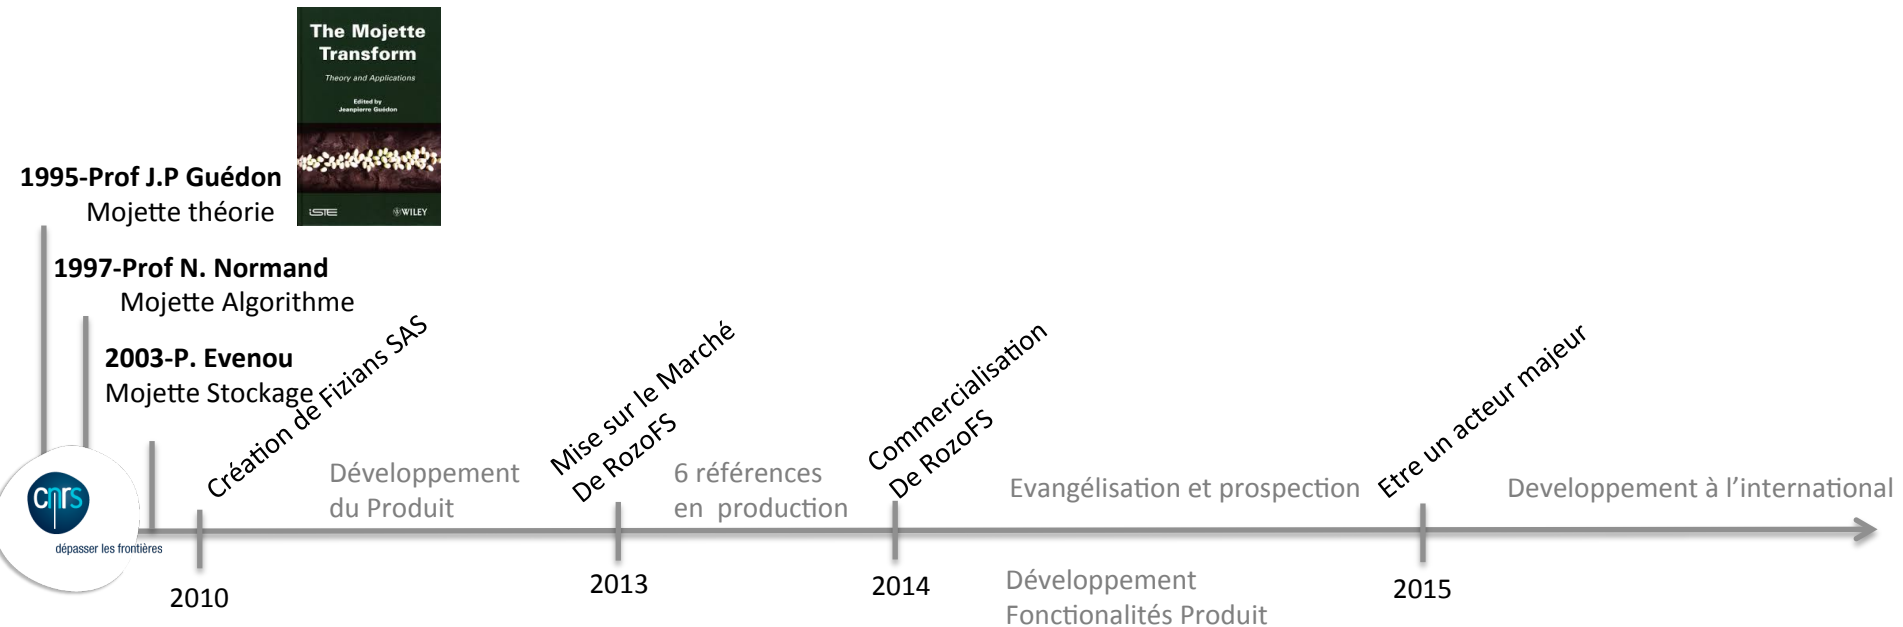 The Mojette
Transform
Theory and Applications
Edited by
Jeanpierre Guédon
iSTE
WILEY
1995-Prof J.P Guédon
Mojette théorie
1997-Prof N. Normand
Mojette Algorithme
2003-P. Evenou
Mojette Stockage
cnrs
dépasser les frontières
Création de Fizians SAS
Développement
du Produit
Mise sur le Marché
De RozoFS
6 références
en production
Commercialisation
De RozoFS
Evangélisation et prospection
Etre un acteur majeur
Developpement à l'international
2010
2013
2014
Développement
Fonctionalités Produit
2015